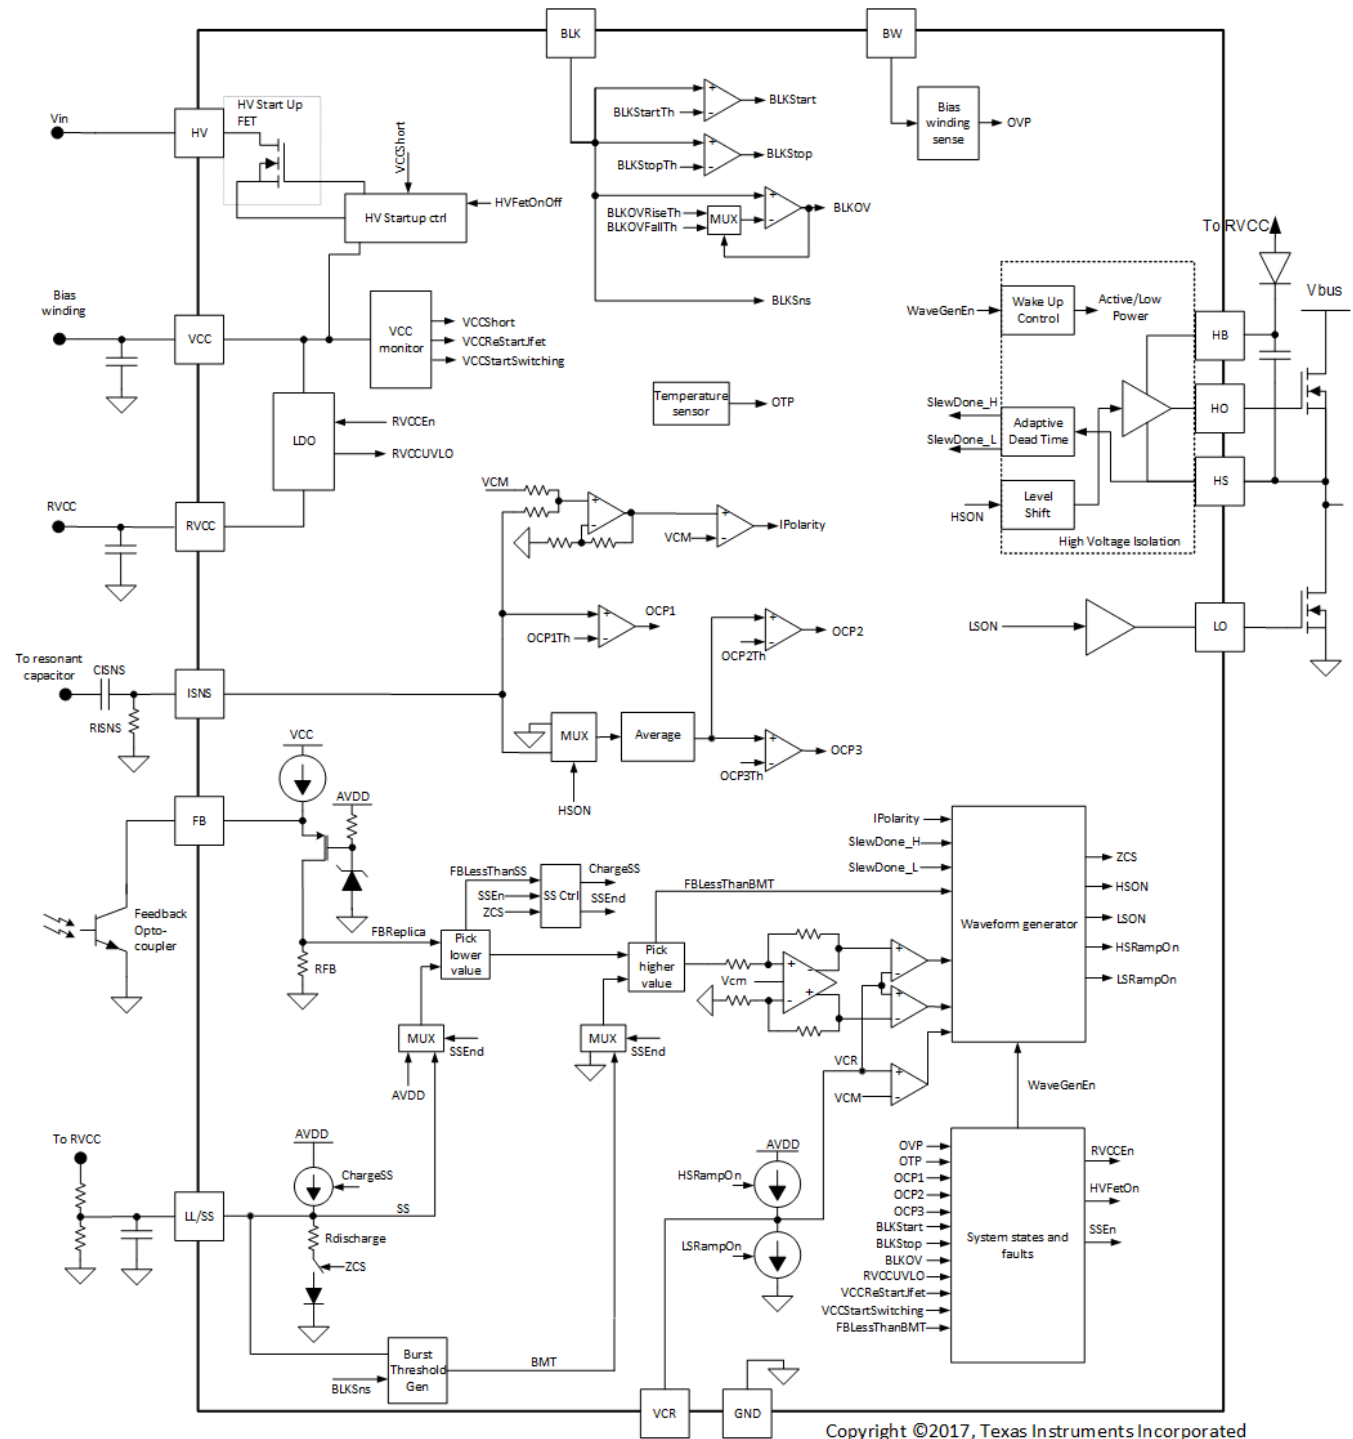 BLK
BW
HV Start Up
FET
Vin
HV
VCCShort
HV Startup ctrl
HVFetOnOff
BLKStartTh
BLKStart
BLKStopTh
BLKStop
BLKOVRiseTh
BLKOVFallTh
MUX
BLKOV
BLKSns
Bias
winding
sense
OVP
To RVCC
Vbus
WaveGenEn
Wake Up
Control
Active/Low
Power
HB
SlewDone_H
SlewDone_L
Adaptive
Dead Time
HO
HS
HSON
Level
Shift
High Voltage Isolation
Bias
winding
VCC
VCC
monitor
VCCShort
VCCReStartJfet
VCCStartSwitching
Temperature
sensor
OTP
LDO
RVCCEn
RVCCUVLO
RVCC
RVCC
VCM
VCM
IPolarity
OCP1Th
OCP1
OCP2Th
OCP2
LSON
LO
To resonant
capacitor
CISNS
RISNS
ISNS
MUX
HSON
Average
OCP3Th
OCP3
VCC
AVDD
FB
Feedback
Opto-
coupler
RFB
FBReplica
FBLessThanSS
SSEn
ZCS
SS Ctrl
ChargeSS
SSEnd
Pick
lower
value
FBLessThanBMT
Pick
higher
value
Vcm
MUX
SSEnd
AVDD
MUX
SSEnd
VCR
VCM
IPolarity
SlewDone_H
SlewDone_L
Waveform generator
ZCS
HSON
LSON
HSRampOn
LSRampOn
WaveGenEn
To RVCC
LL/SS
AVDD
ChargeSS
SS
Rdischarge
ZCS
AVDD
HSRampOn
LSRampOn
OVP
OTP
OCP1
OCP2
OCP3
BLKStart
BLKStop
BLKOV
RVCCUVLO
VCCReStartJfet
VCCStartSwitching
FBLessThanBMT
System states and
faults
RVCCEn
HVFetOn
SSEn
BLKSns
Burst
Threshold
Gen
BMT
VCR
GND
Copyright ©2017, Texas Instruments Incorporated